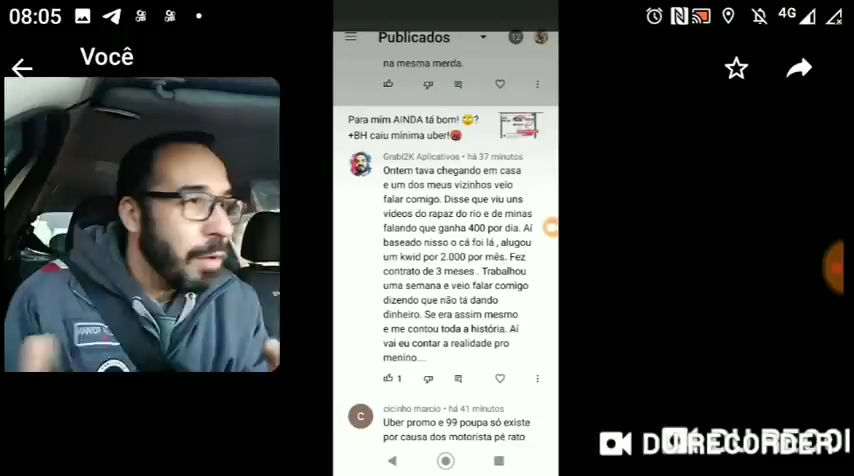 08:05
4G
Você
Publicados
12
na mesma merda.
Para mim AINDA tá bom! 🙄?
+BH caiu mínima uber!😡
Grabl2K Aplicativos • há 37 minutos
Ontem tava chegando em casa
e um dos meus vizinhos veio
falar comigo. Disse que viu uns
vídeos do rapaz do rio e de minas
falando que ganha 400 por dia. Aí
baseado nisso o cá foi lá , alugou
um kwid por 2.000 por mês. Fez
contrato de 3 meses . Trabalhou
uma semana e veio falar comigo
dizendo que não tá dando
dinheiro. Se era assim mesmo
e me contou toda a história. Aí
vai eu contar a realidade pro
menino....
1
C
cicinho marcio • há 41 minutos
Uber promo e 99 poupa só existe
por causa dos motorista pé rato
DU RECORDER